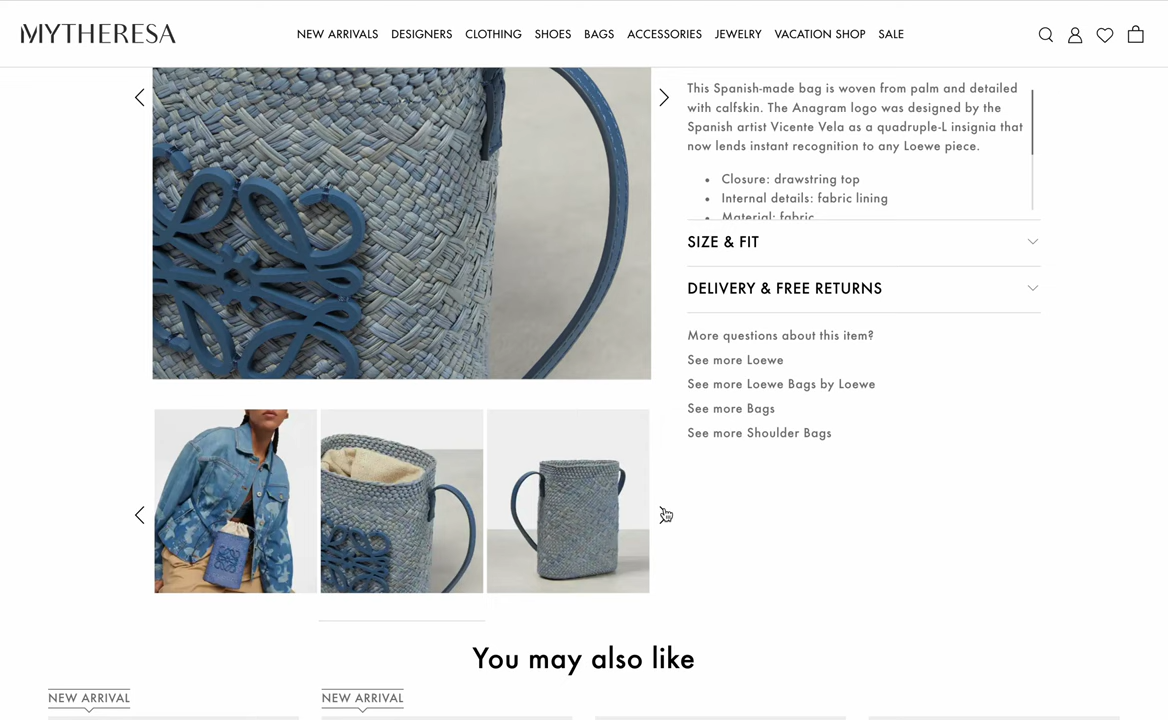 MYTHERESA
NEW ARRIVALS DESIGNERS CLOTHING SHOES BAGS ACCESSORIES JEWELRY VACATION SHOP SALE
This Spanish-made bag is woven from palm and detailed
with calfskin. The Anagram logo was designed by the
Spanish artist Vicente Vela as a quadruple-L insignia that
now lends instant recognition to any Loewe piece.
• Closure: drawstring top
• Internal details: fabric lining
• Material: fabric
SIZE & FIT
DELIVERY & FREE RETURNS
More questions about this item?
See more Loewe
See more Loewe Bags by Loewe
See more Bags
See more Shoulder Bags
You may also like
NEW ARRIVAL
NEW ARRIVAL